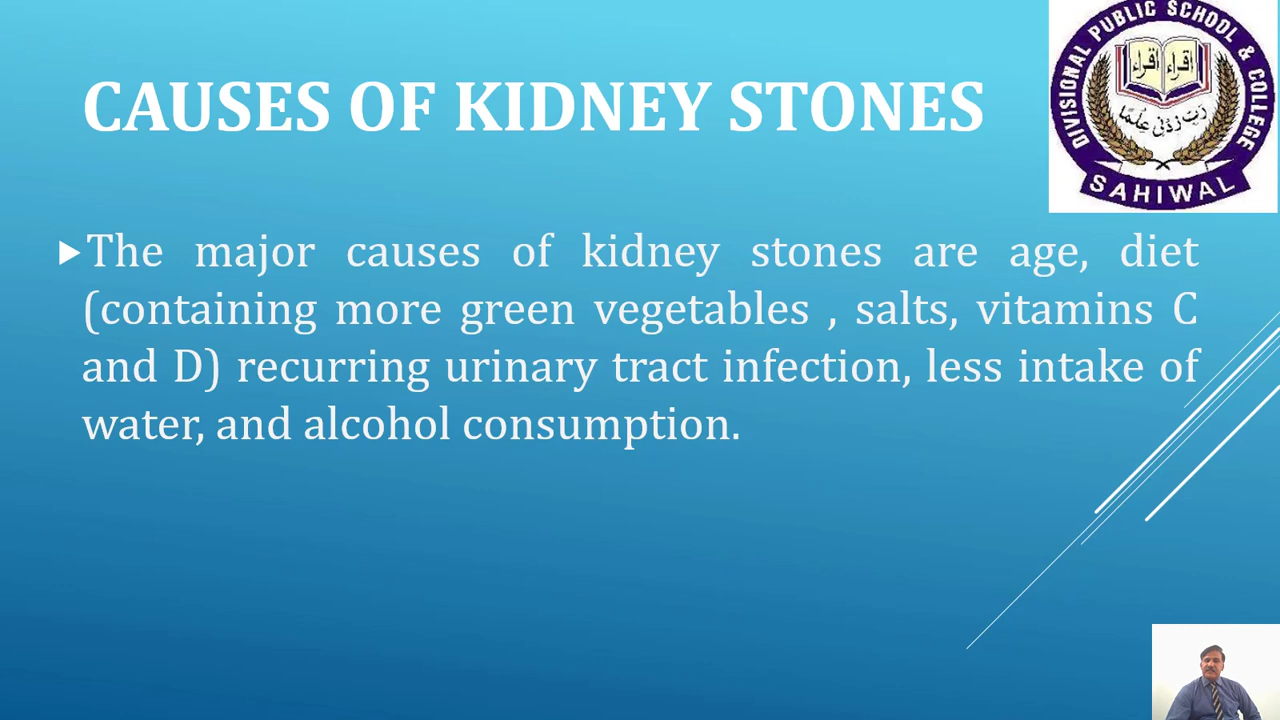 CAUSES OF KIDNEY STONES
DIVISIONAL PUBLIC SCHOOL & COLLEGE
اقراء اقراء
رَبِّ زِدْنِی عِلْمًا
SAHIWAL
The major causes of kidney stones are age, diet
(containing more green vegetables , salts, vitamins C
and D) recurring urinary tract infection, less intake of
water, and alcohol consumption.